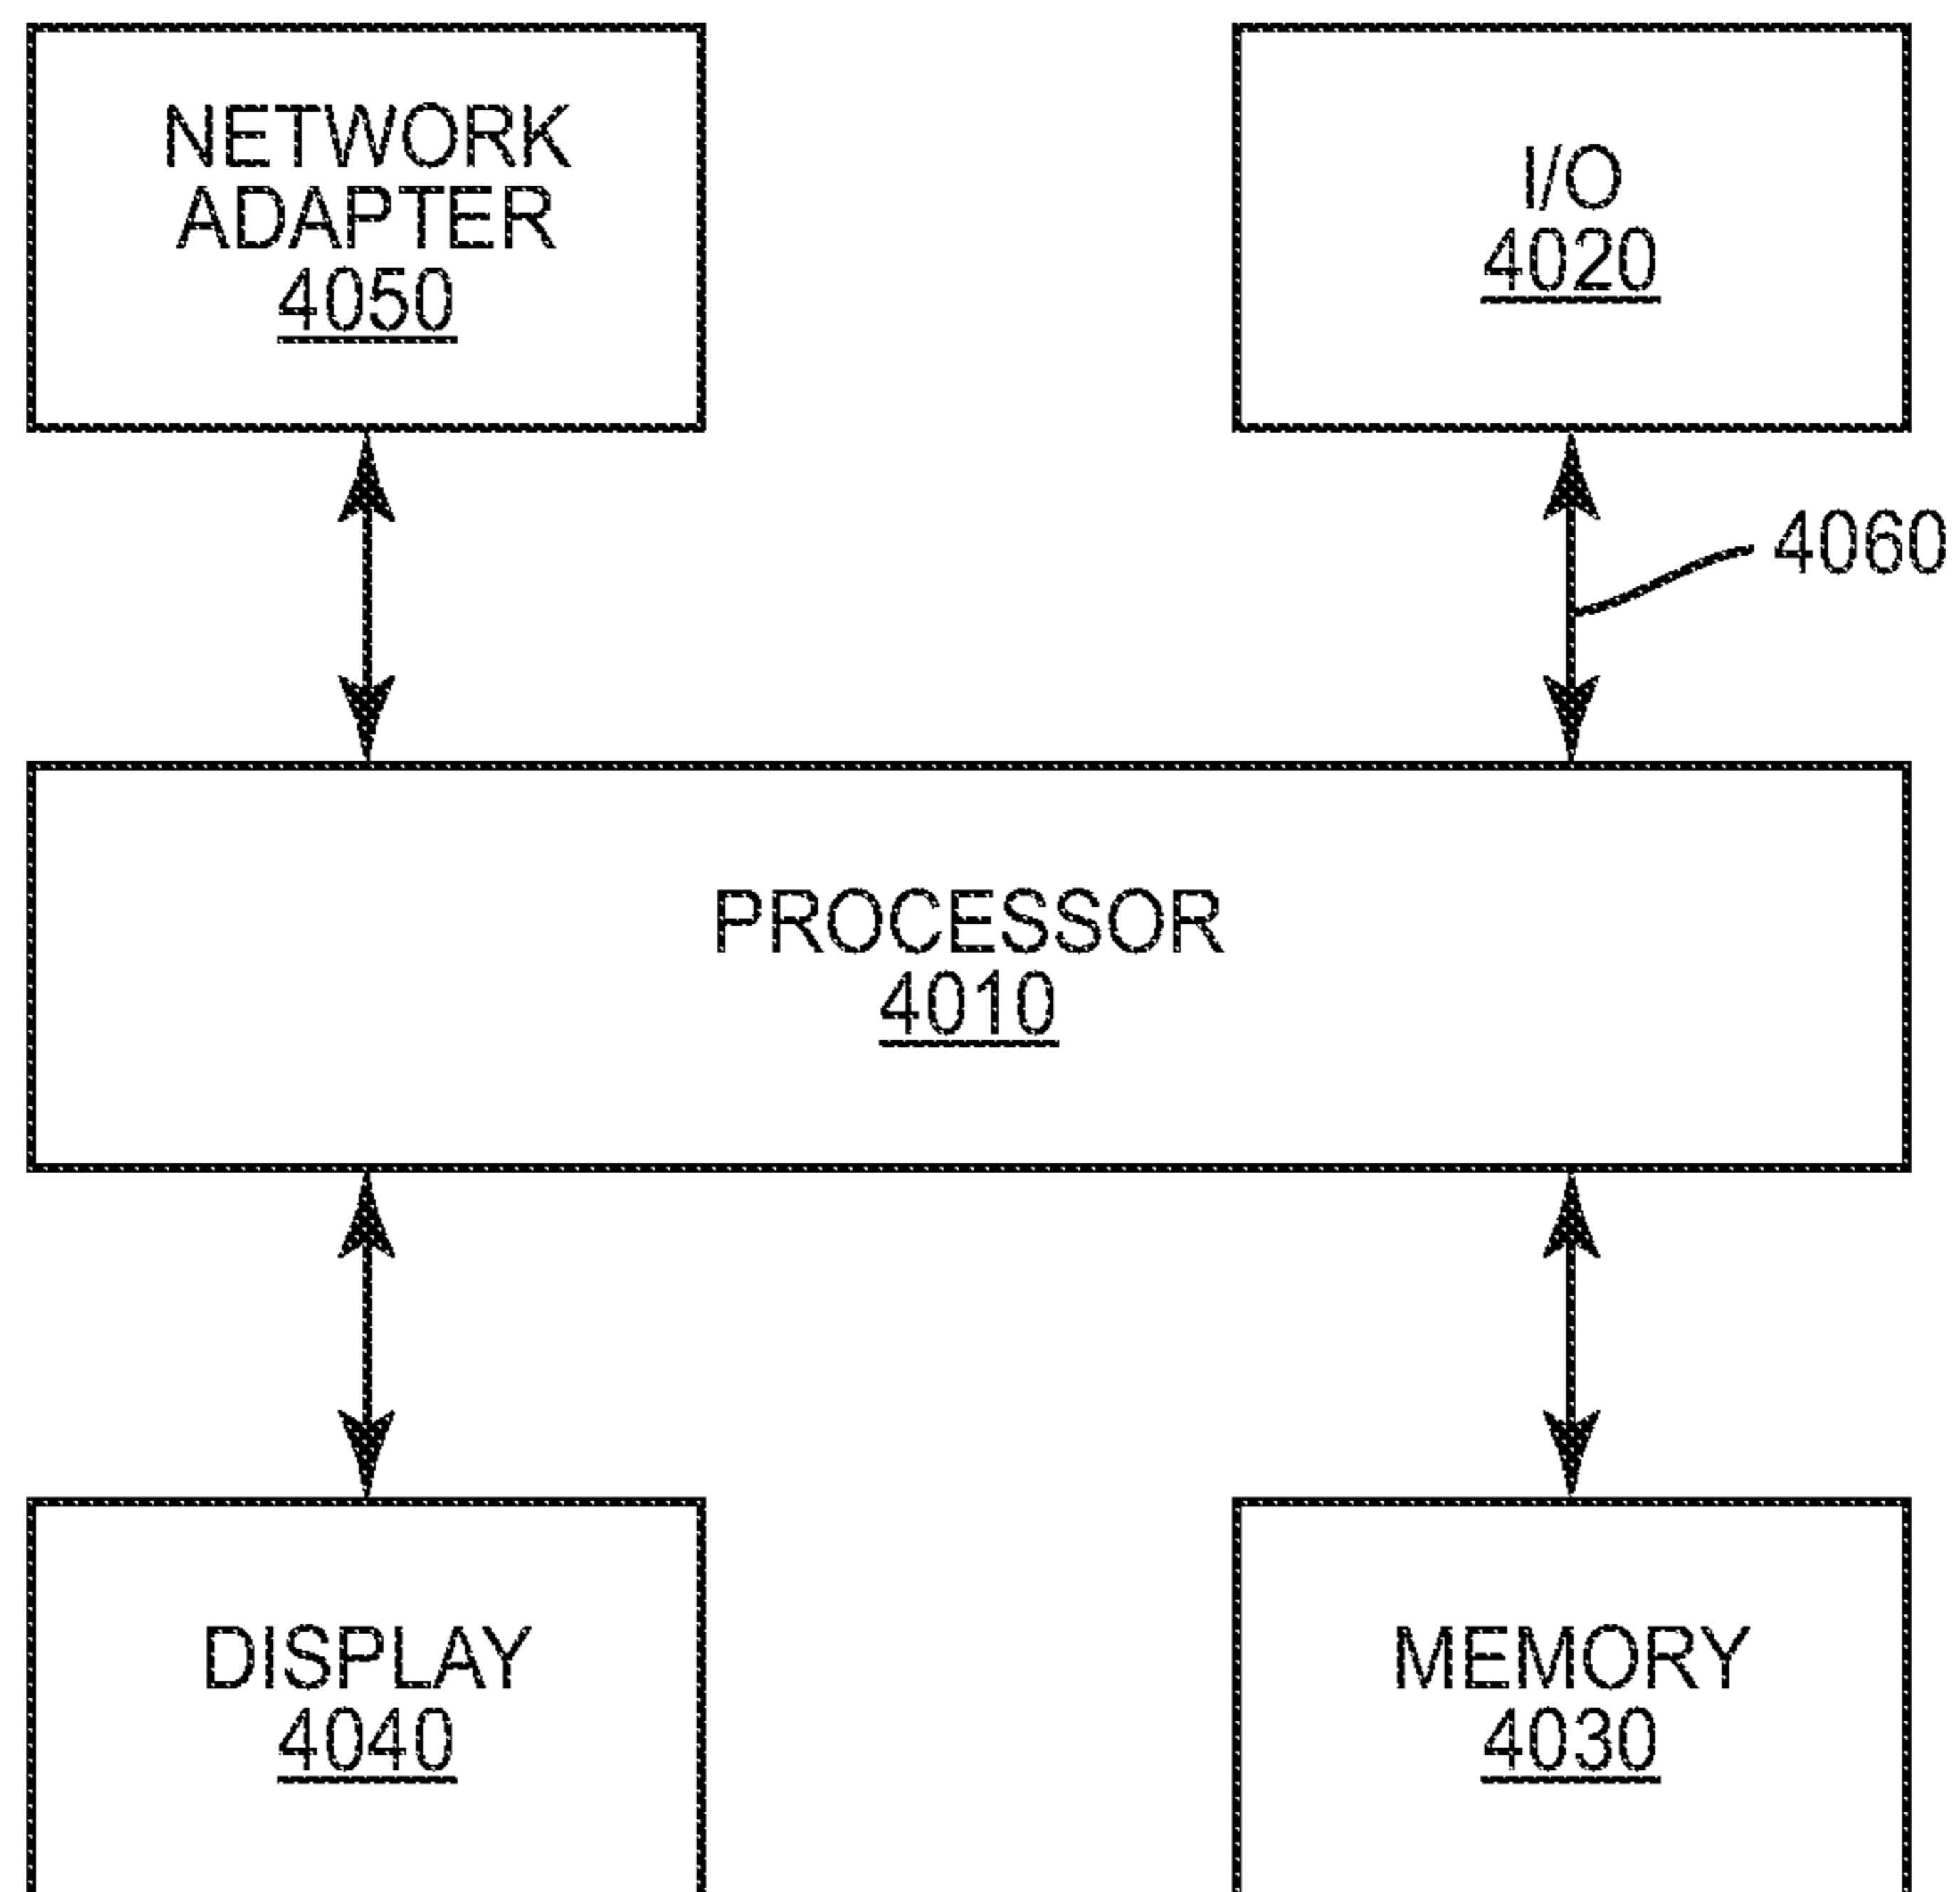 NETWORK
ADAPTER
4050
I/O
4020
4060
PROCESSOR
4010
DISPLAY
4040
MEMORY
4030